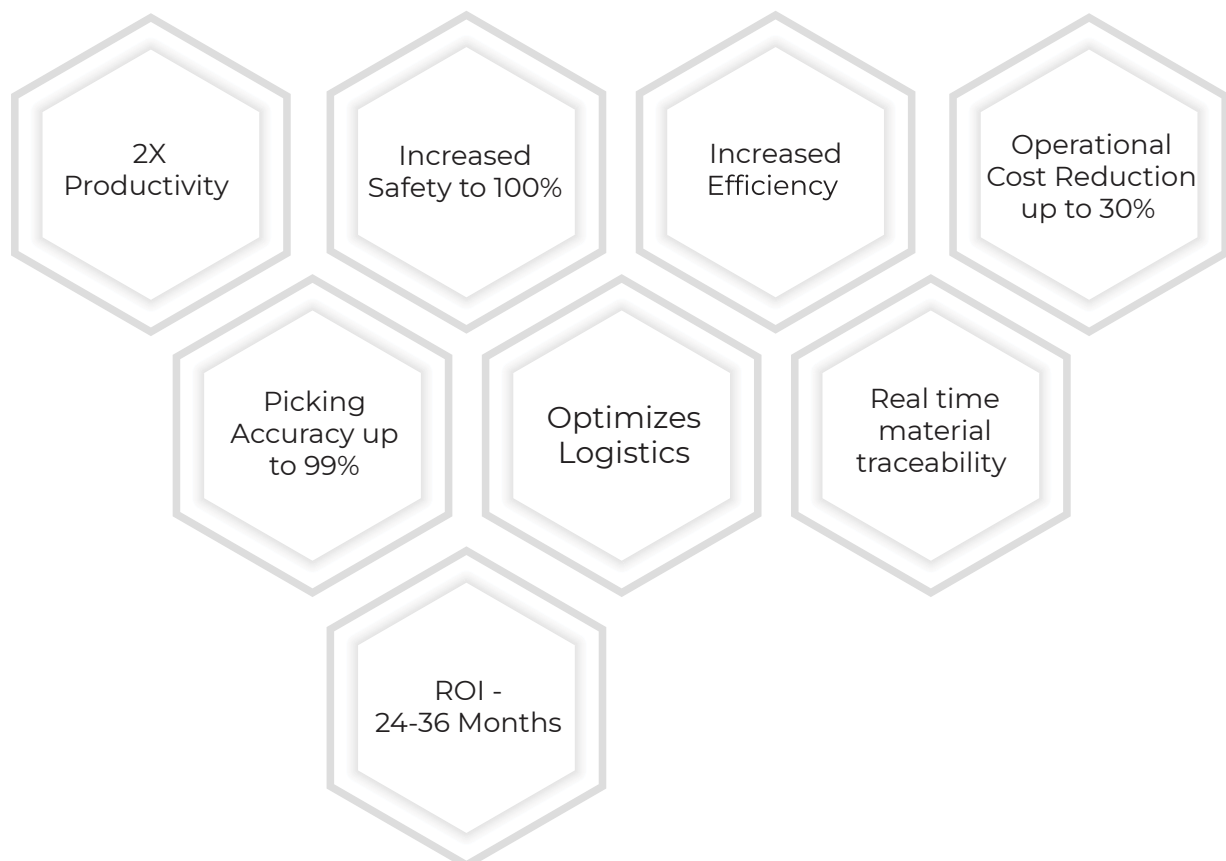 2X
Productivity
Increased
Safety to 100%
Increased
Efficiency
Operational
Cost Reduction
up to 30%
Picking
Accuracy up
to 99%
Optimizes
Logistics
Real time
material
traceability
ROI -
24-36 Months